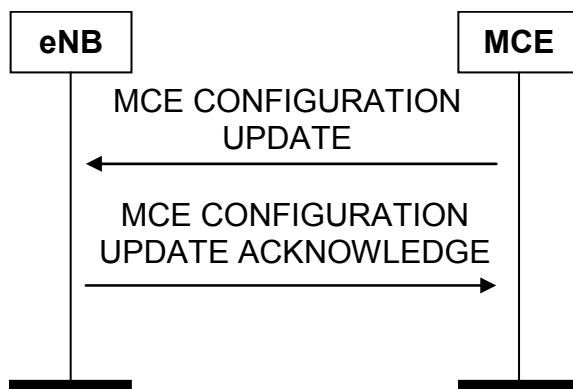 eNB
MCE
MCE CONFIGURATION
UPDATE
MCE CONFIGURATION
UPDATE ACKNOWLEDGE